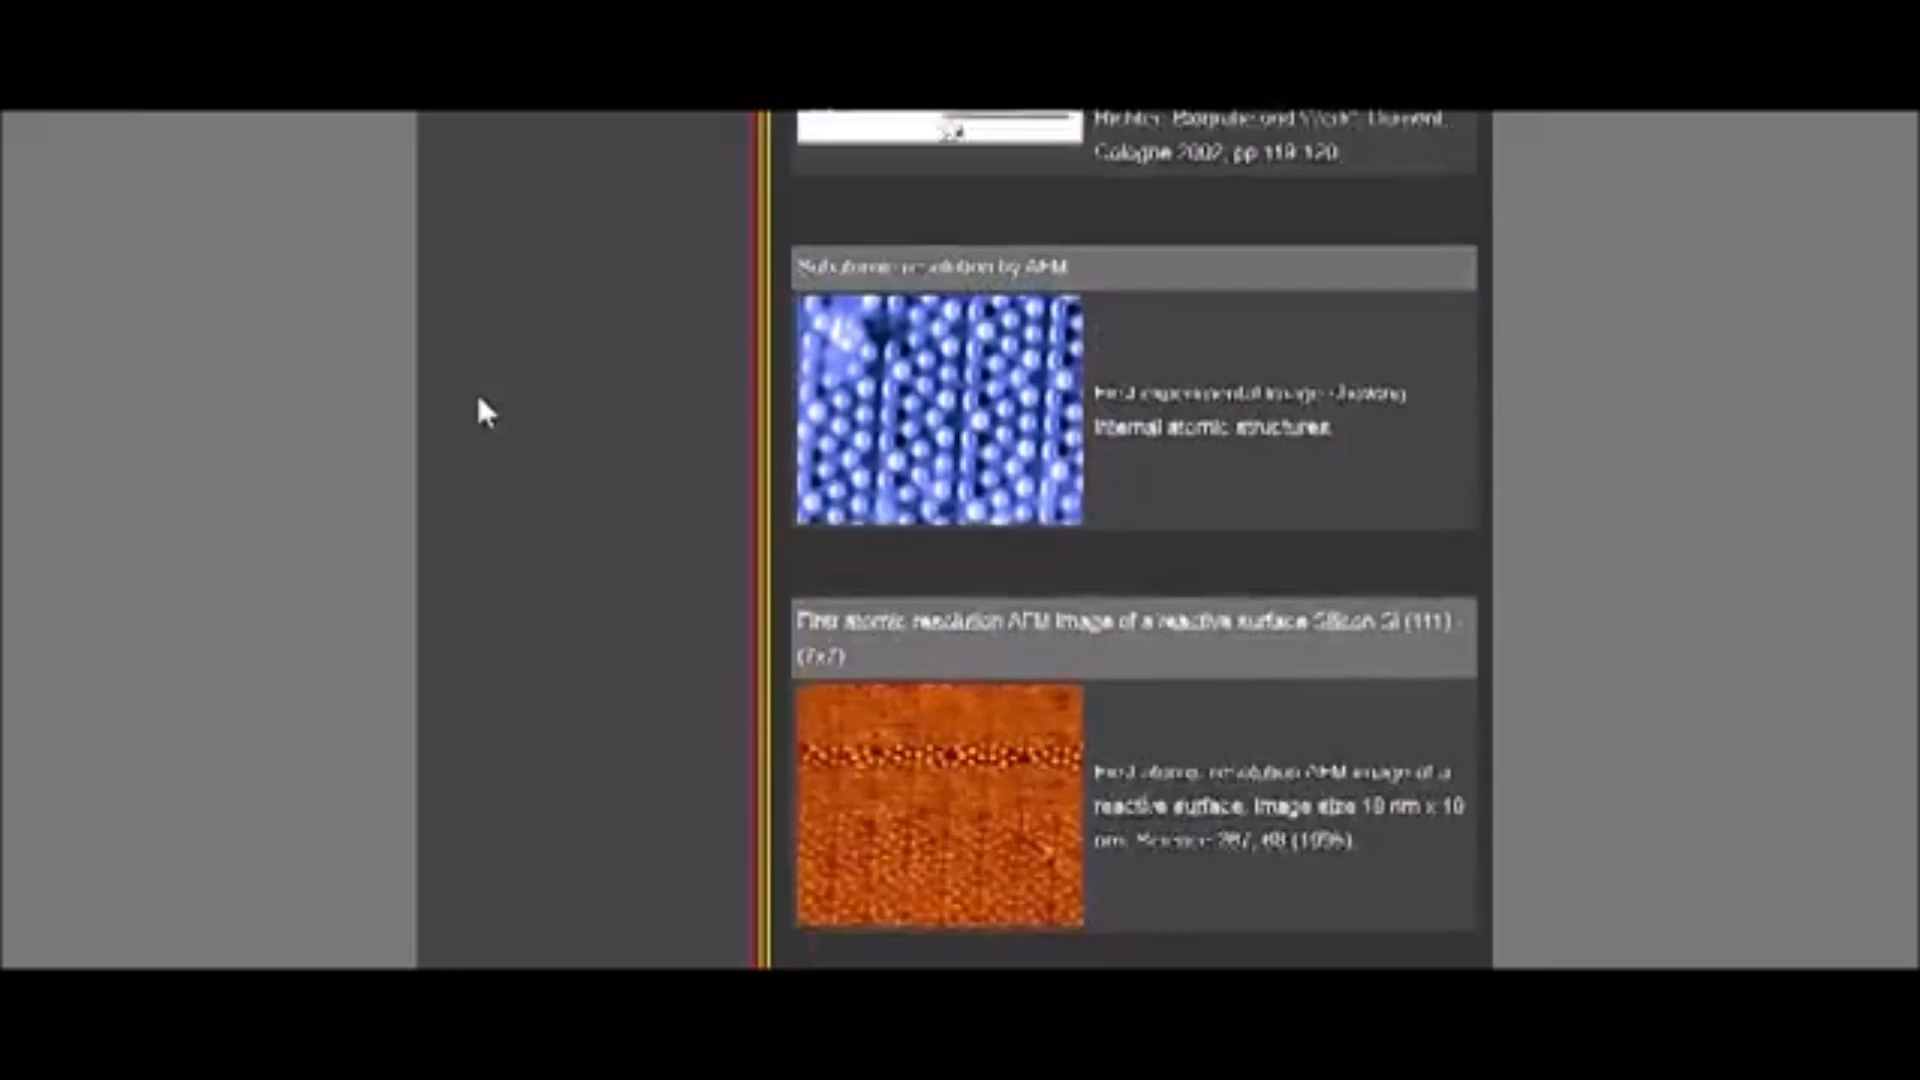 Cologne 2002, pp 119-120
Subatomic resolution by AFM
First experimental image showing
internal atomic structures.
First atomic resolution AFM image of a reactive surface Silicon Si (111) -
(7x7)
First atomic resolution AFM image of a
reactive surface. Image size 10 nm x 10
nm. Science 267, 68 (1995).